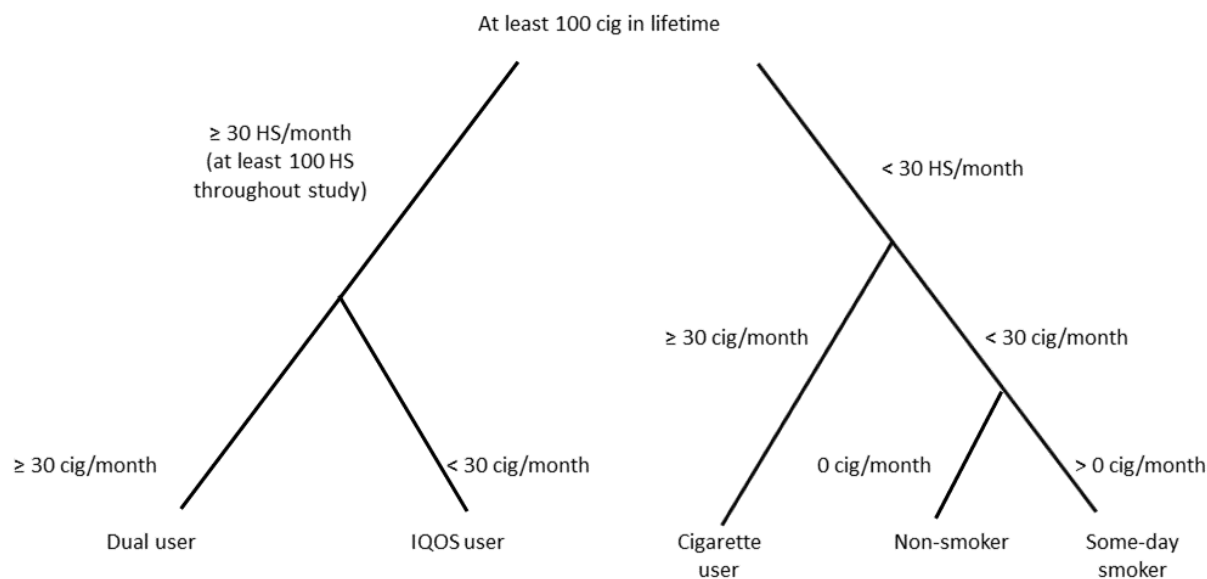 At least 100 cig in lifetime
≥ 30 HS/month
(at least 100 HS
throughout study)
< 30 HS/month
≥ 30 cig/month
< 30 cig/month
≥ 30 cig/month
< 30 cig/month
0 cig/month
> 0 cig/month
Dual user
IQOS user
Cigarette
user
Non-smoker
Some-day
smoker